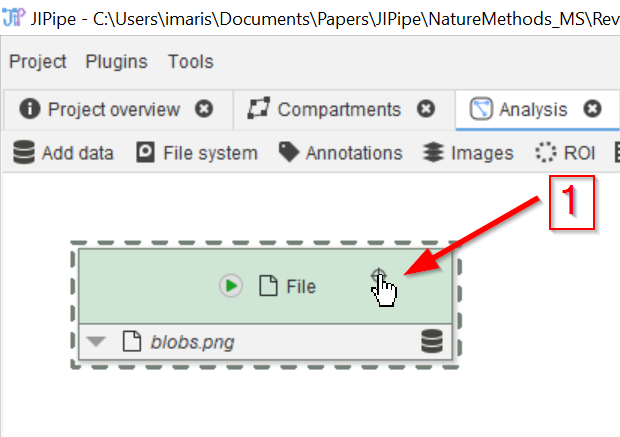 JIPipe - C:\Users\imaris\Documents\Papers\JIPipe\NatureMethods_MS\Rev
Project Plugins Tools
Project overview Compartments Analysis
Add data File system Annotations Images ROI
1
File
blobs.png